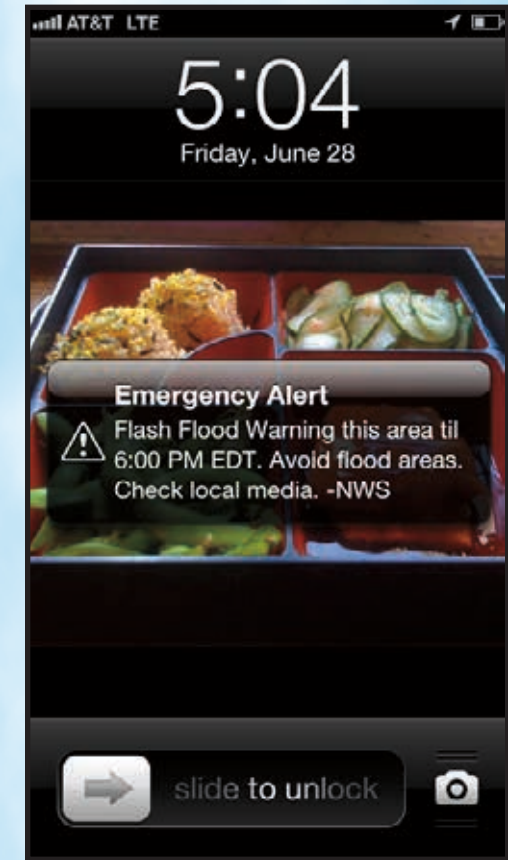 AT&T LTE
5:04
Friday, June 28
Emergency Alert
Flash Flood Warning this area til
6:00 PM EDT. Avoid flood areas.
Check local media. -NWS
slide to unlock